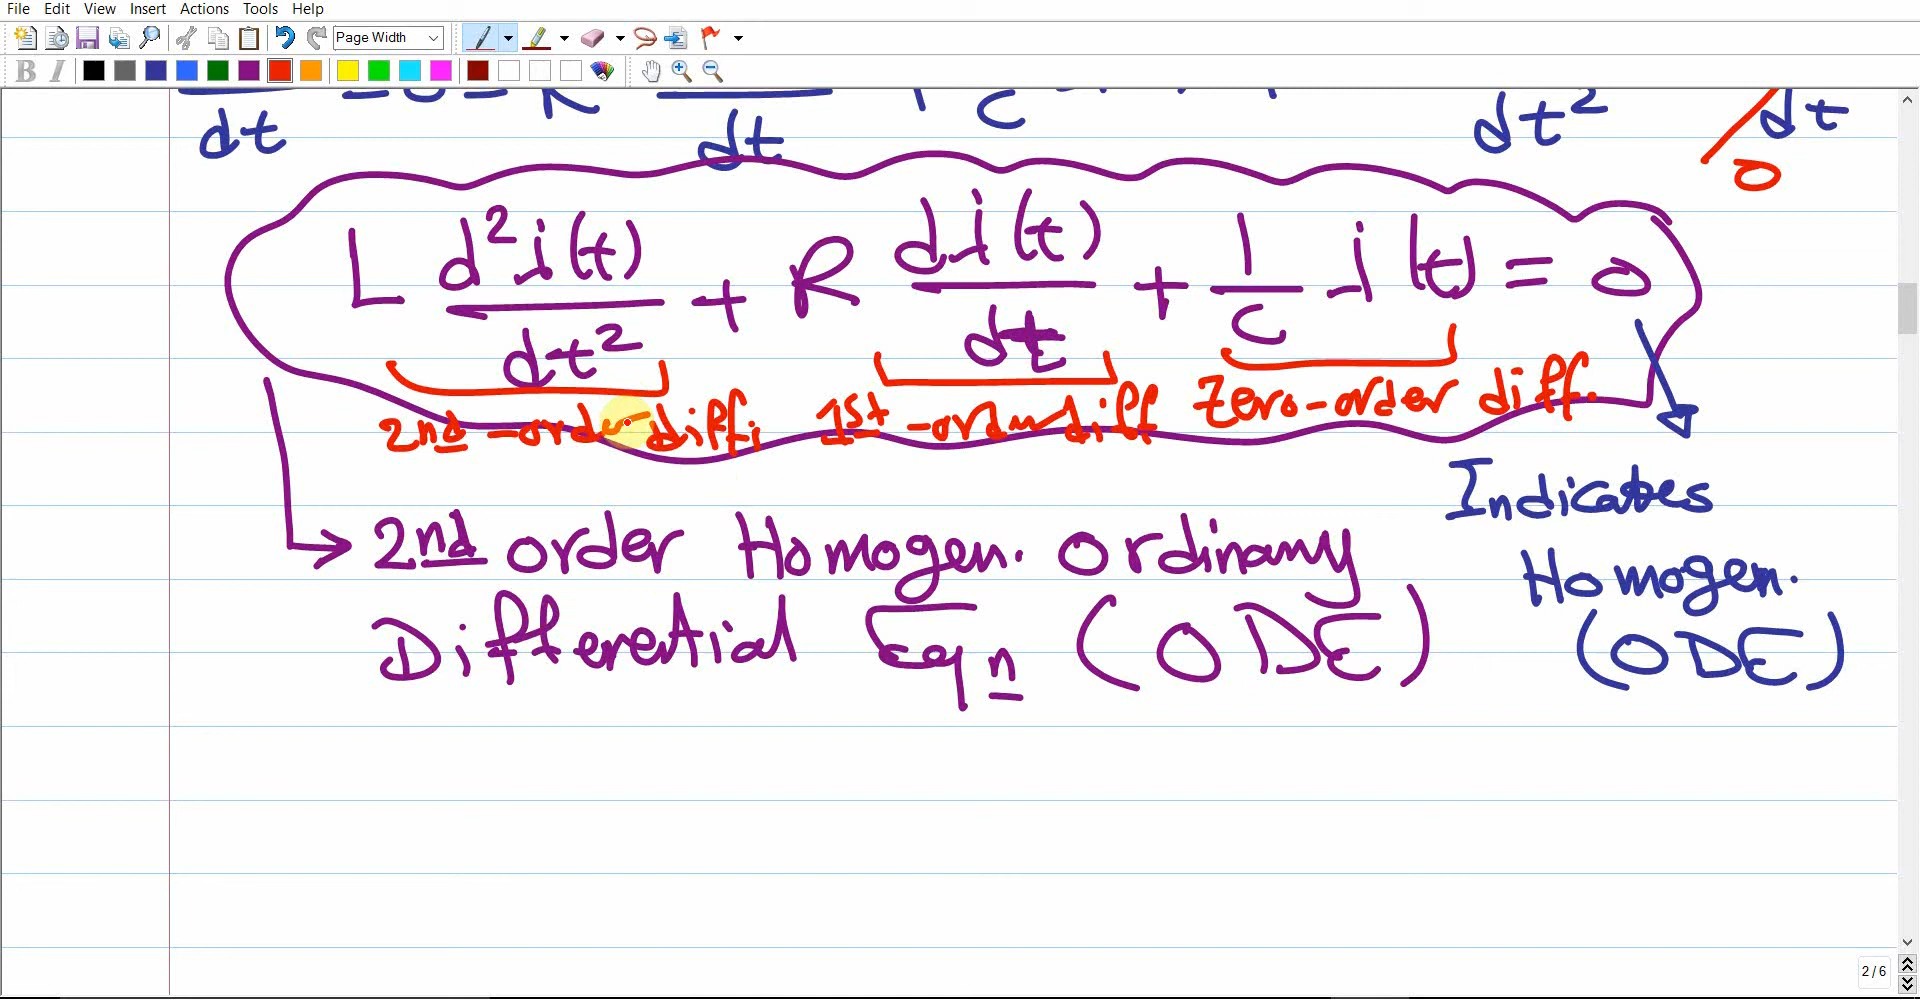 File Edit View Insert Actions Tools Help
Page Width
B I
dt dt c dt² dt
0
L d²i(t)/dt² + R di(t)/dt + 1/c i(t) = 0
2nd-order diff. 1st-order diff Zero-order diff.
Indicates
Homogen.
(ODE)
2nd order Homogen. Ordinary
Differential Eqn (ODE)
2 / 6